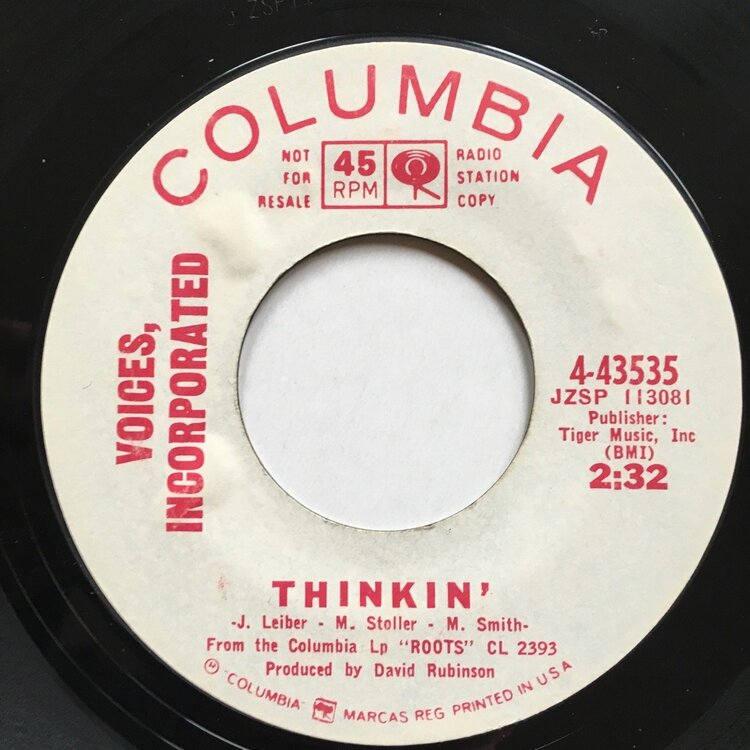 COLUMBIA
NOT
FOR
RESALE
45
RPM
RADIO
STATION
COPY
VOICES,
INCORPORATED
4-43535
JZSP 113081
Publisher:
Tiger Music, Inc
(BMI)
2:32
THINKIN'
-J. Leiber - M. Stoller - M. Smith-
From the Columbia Lp "ROOTS" CL 2393
Produced by David Rubinson
"COLUMBIA" MARCAS REG PRINTED IN USA